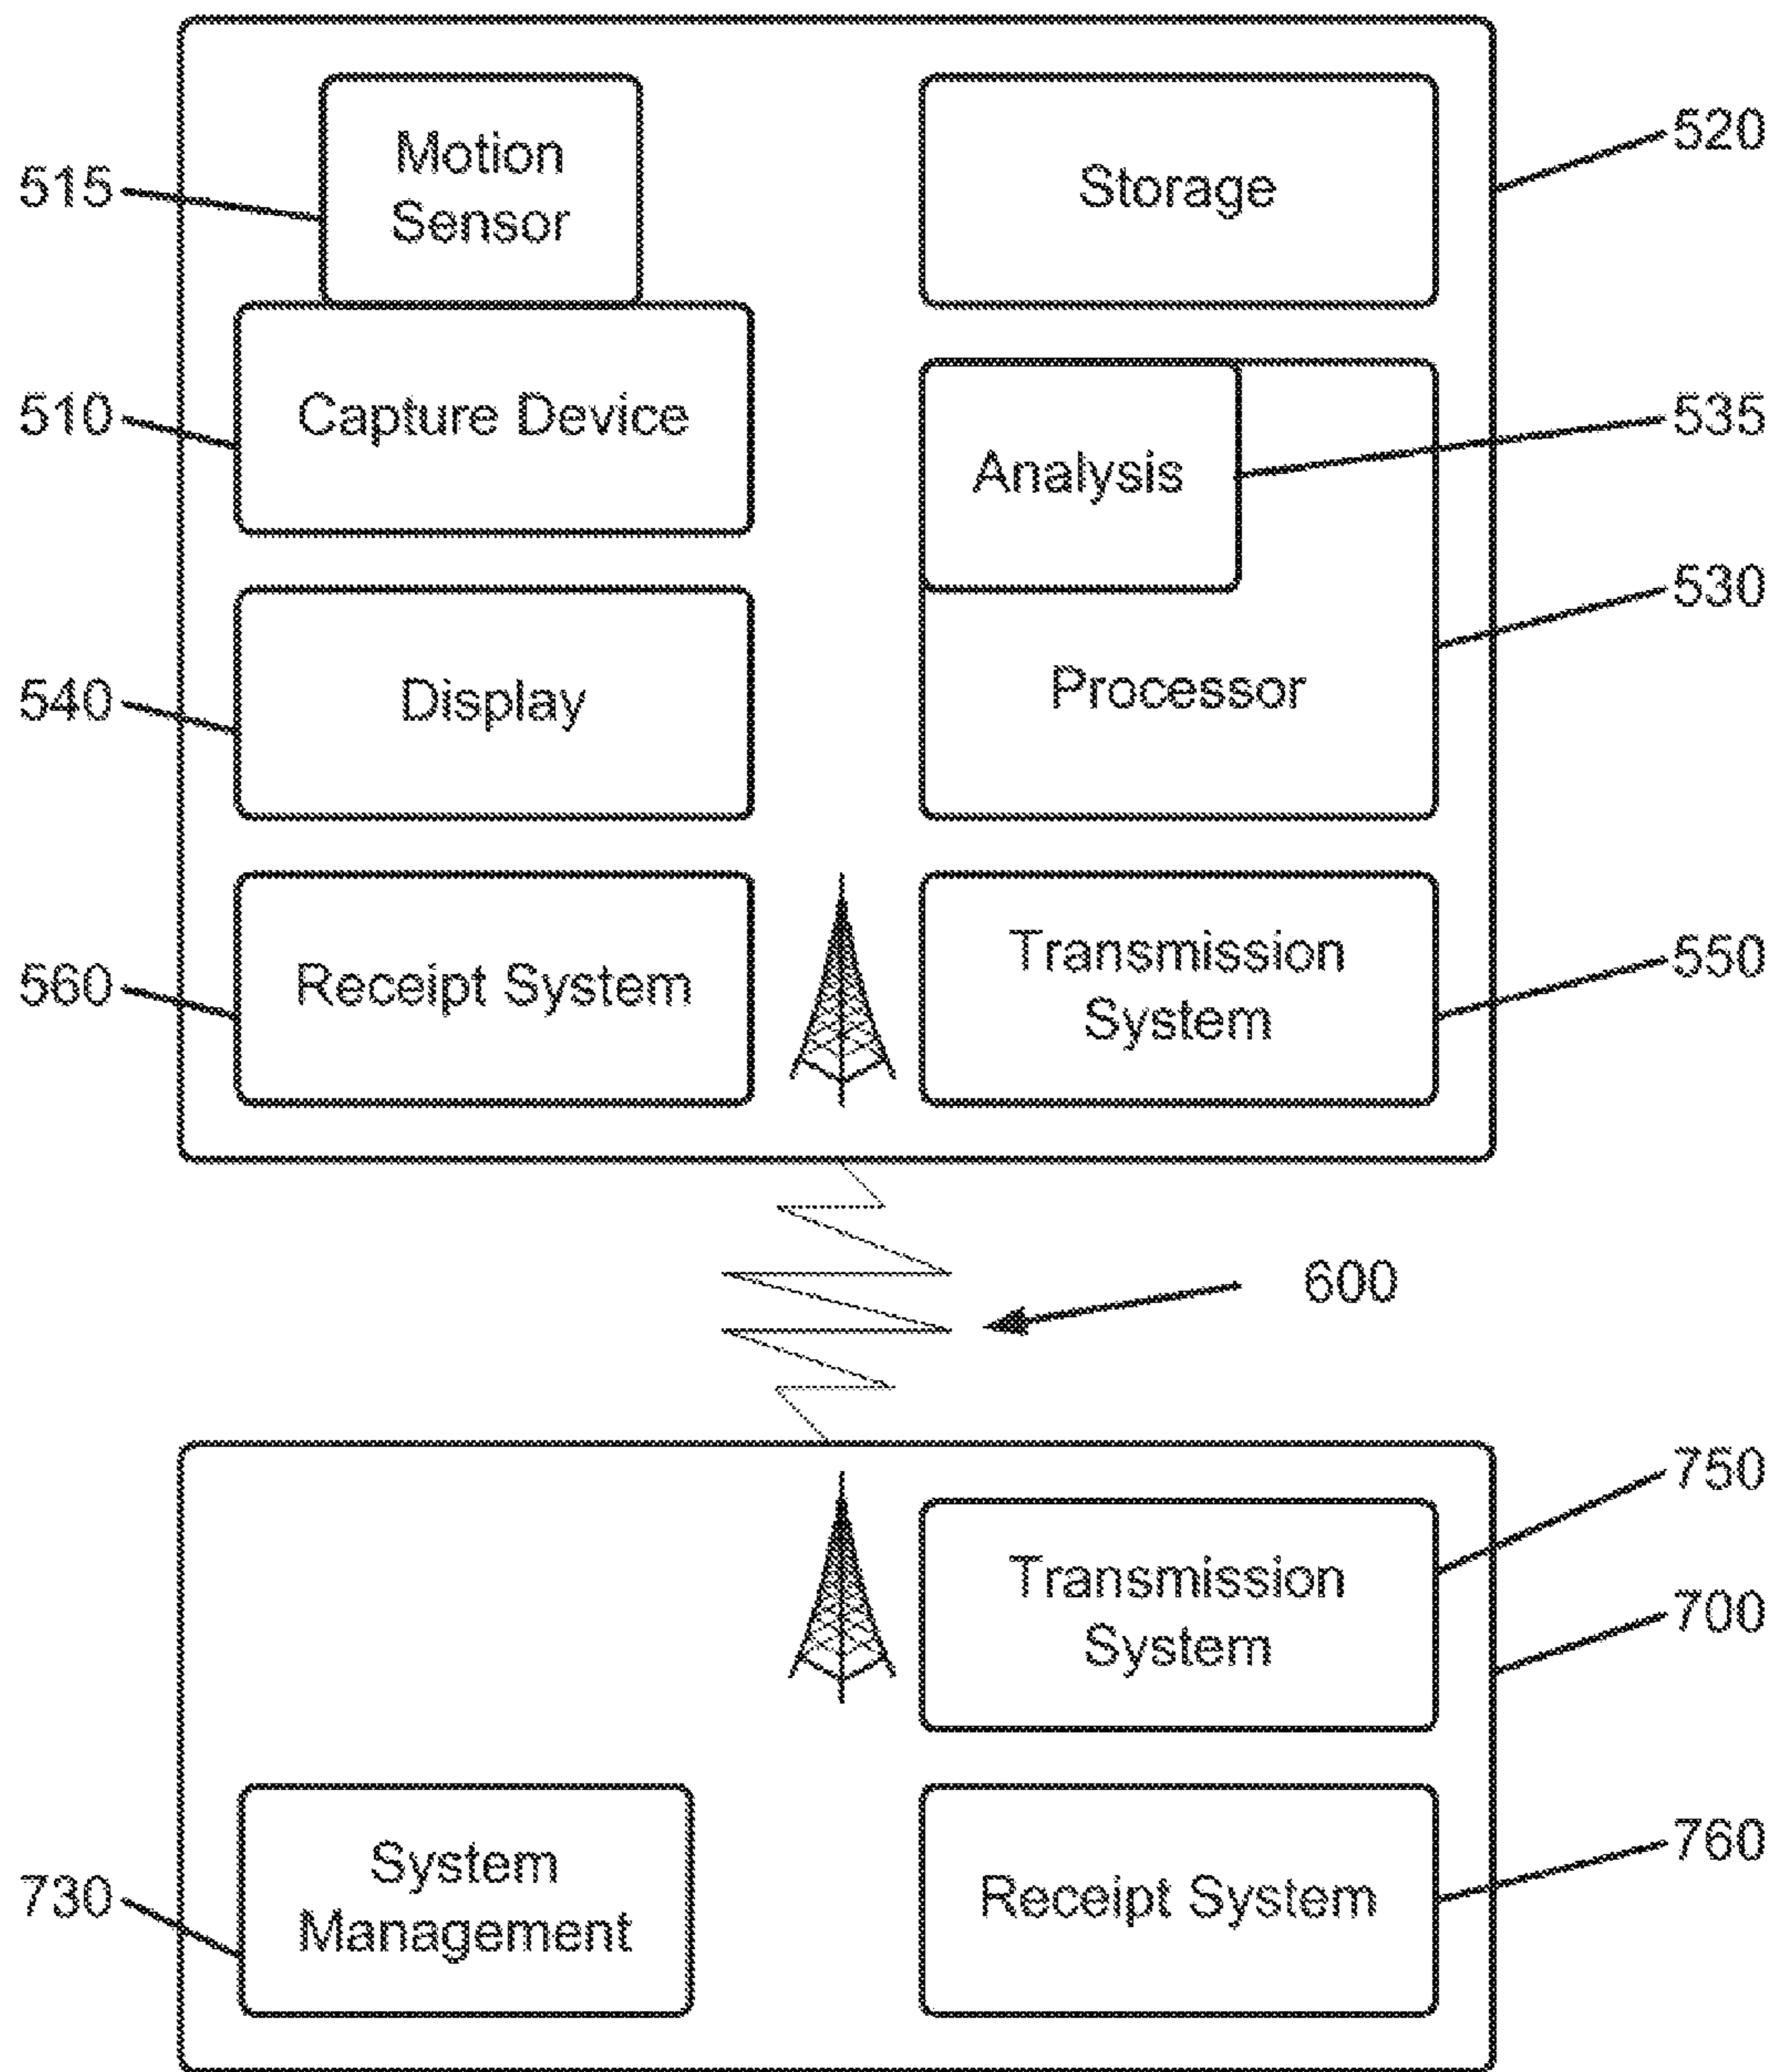 Motion
Sensor
515
Storage
520
Capture Device
510
Analysis
535
Processor
530
Display
540
Receipt System
560
Transmission
System
550
600
Transmission
System
750
700
System
Management
730
Receipt System
760